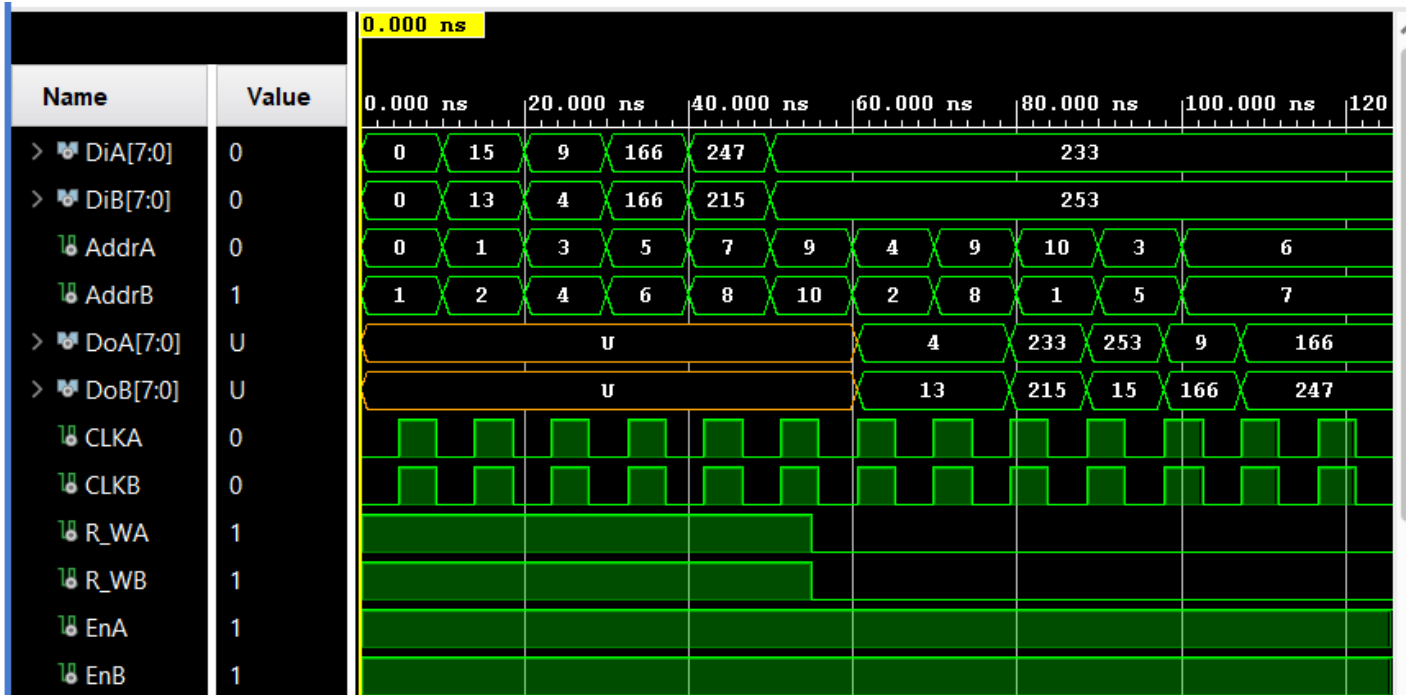 0.000 ns
Name Value 0.000 ns 20.000 ns 40.000 ns 60.000 ns 80.000 ns 100.000 ns 120
DiA[7:0] 0 0 15 9 166 247 233
DiB[7:0] 0 0 13 4 166 215 253
AddrA 0 0 1 3 5 7 9 4 9 10 3 6
AddrB 1 1 2 4 6 8 10 2 8 1 5 7
DoA[7:0] U U 4 233 253 9 166
DoB[7:0] U U 13 215 15 166 247
CLKA 0
CLKB 0
R_WA 1
R_WB 1
EnA 1
EnB 1